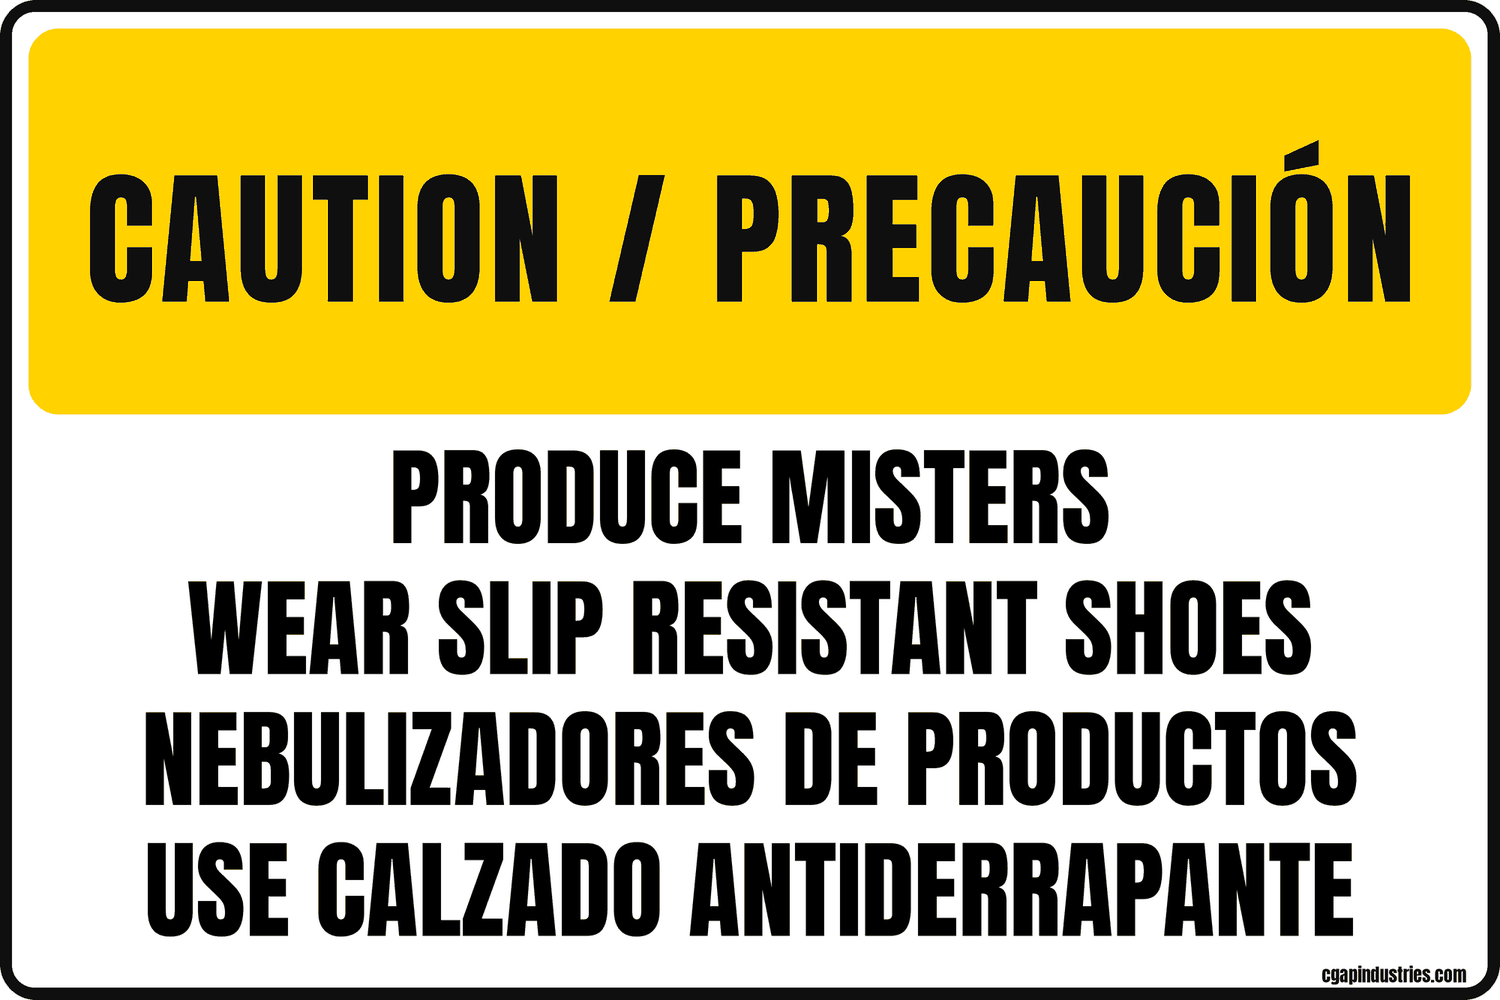 CAUTION / PRECAUCIÓN
PRODUCE MISTERS
WEAR SLIP RESISTANT SHOES
NEBULIZADORES DE PRODUCTOS
USE CALZADO ANTIDERRAPANTE
cgapindustries.com